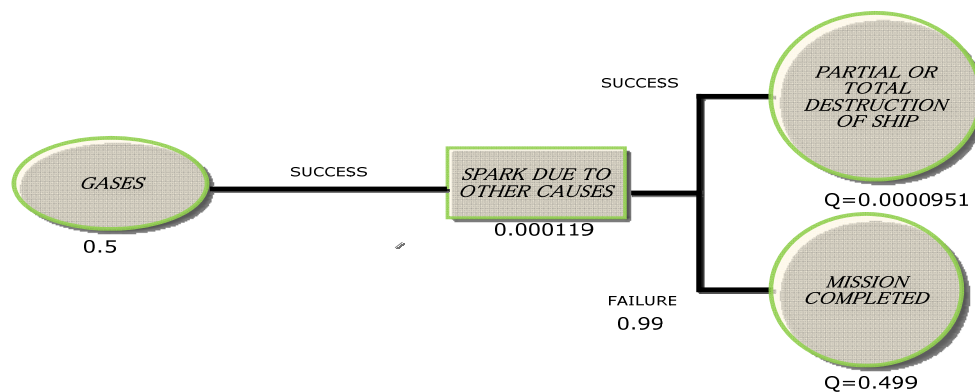 GASES
0.5
SUCCESS
SPARK DUE TO
OTHER CAUSES
0.000119
SUCCESS
PARTIAL OR
TOTAL
DESTRUCTION
OF SHIP
Q=0.0000951
FAILURE
0.99
MISSION
COMPLETED
Q=0.499